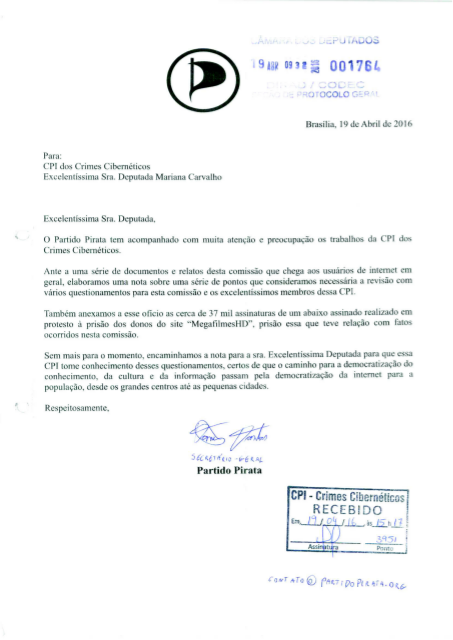 CÂMARA DOS DEPUTADOS
19 ABR 0938 001764
/ CODEC
DE PROTOCOLO GERAL
Brasília, 19 de Abril de 2016
Para:
CPI dos Crimes Cibernéticos
Excelentíssima Sra. Deputada Mariana Carvalho
Excelentíssima Sra. Deputada,
O Partido Pirata tem acompanhado com muita atenção e preocupação os trabalhos da CPI dos
Crimes Cibernéticos.
Ante a uma série de documentos e relatos desta comissão que chega aos usuários de internet em
geral, elaboramos uma nota sobre uma série de pontos que consideramos necessária a revisão com
vários questionamentos para esta comissão e os excelentíssimos membros dessa CPI.
Também anexamos a esse ofício as cerca de 37 mil assinaturas de um abaixo assinado realizado em
protesto à prisão dos donos do site “MegafilmesHD”, prisão essa que teve relação com fatos
ocorridos nesta comissão.
Sem mais para o momento, encaminhamos a nota para a sra. Excelentíssima Deputada para que essa
CPI tome conhecimento desses questionamentos, certos de que o caminho para a democratização do
conhecimento, da cultura e da informação passam pela democratização da internet para a
população, desde os grandes centros até as pequenas cidades.
Respeitosamente,
SECRETÁRIO-GERAL
Partido Pirata
CPI - Crimes Cibernéticos
RECEBIDO
Em, 19/04/16 às 15h17
3951
Assinatura Ponto
CONTATO@PARTIDOPIRATA.ORG